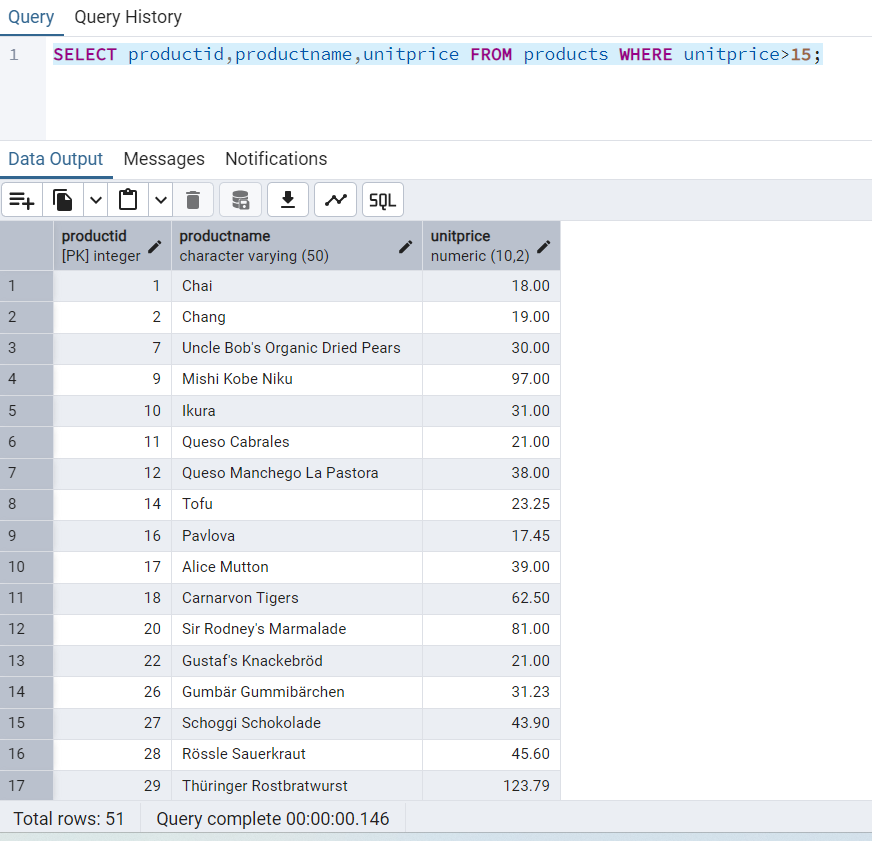 Query Query History
1 SELECT productid,productname,unitprice FROM products WHERE unitprice>15;
Data Output Messages Notifications
SQL
productid productname unitprice
[PK] integer character varying (50) numeric (10,2)
1 1 Chai 18.00
2 2 Chang 19.00
3 7 Uncle Bob's Organic Dried Pears 30.00
4 9 Mishi Kobe Niku 97.00
5 10 Ikura 31.00
6 11 Queso Cabrales 21.00
7 12 Queso Manchego La Pastora 38.00
8 14 Tofu 23.25
9 16 Pavlova 17.45
10 17 Alice Mutton 39.00
11 18 Carnarvon Tigers 62.50
12 20 Sir Rodney's Marmalade 81.00
13 22 Gustaf's Knackebröd 21.00
14 26 Gumbär Gummibärchen 31.23
15 27 Schoggi Schokolade 43.90
16 28 Rössle Sauerkraut 45.60
17 29 Thüringer Rostbratwurst 123.79
Total rows: 51 Query complete 00:00:00.146